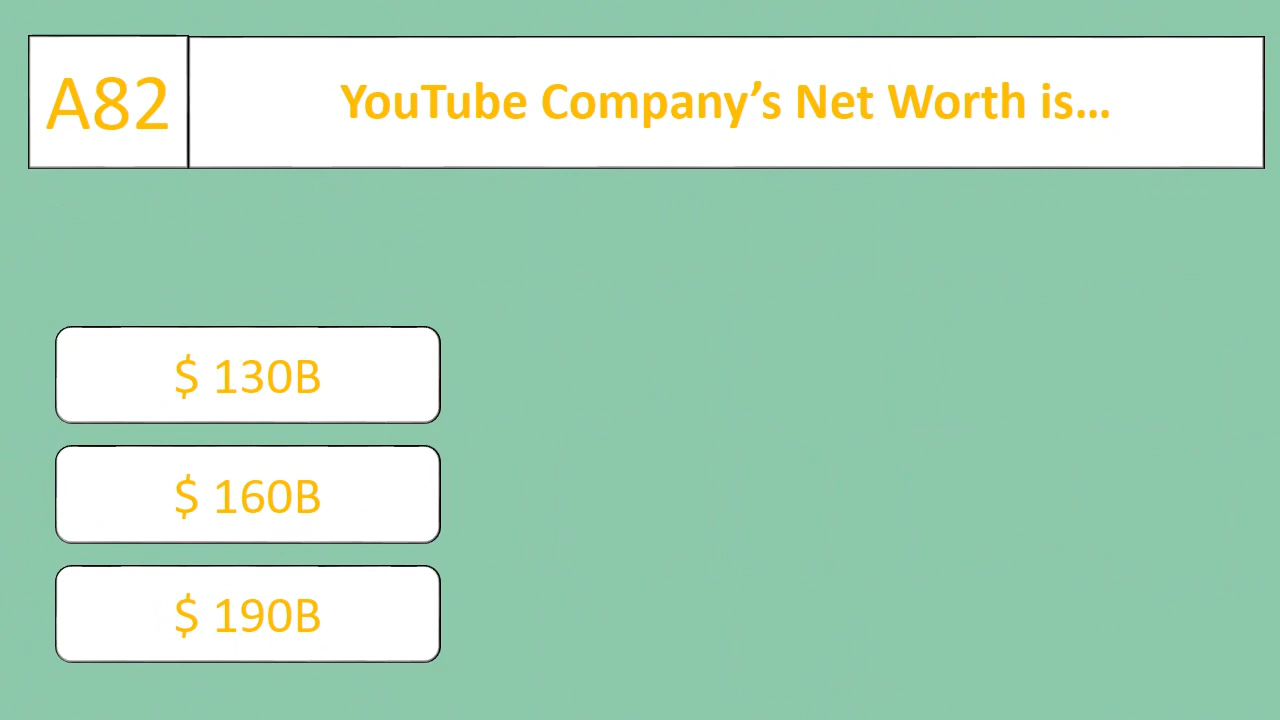 A82
YouTube Company’s Net Worth is…
$ 130B
$ 160B
$ 190B